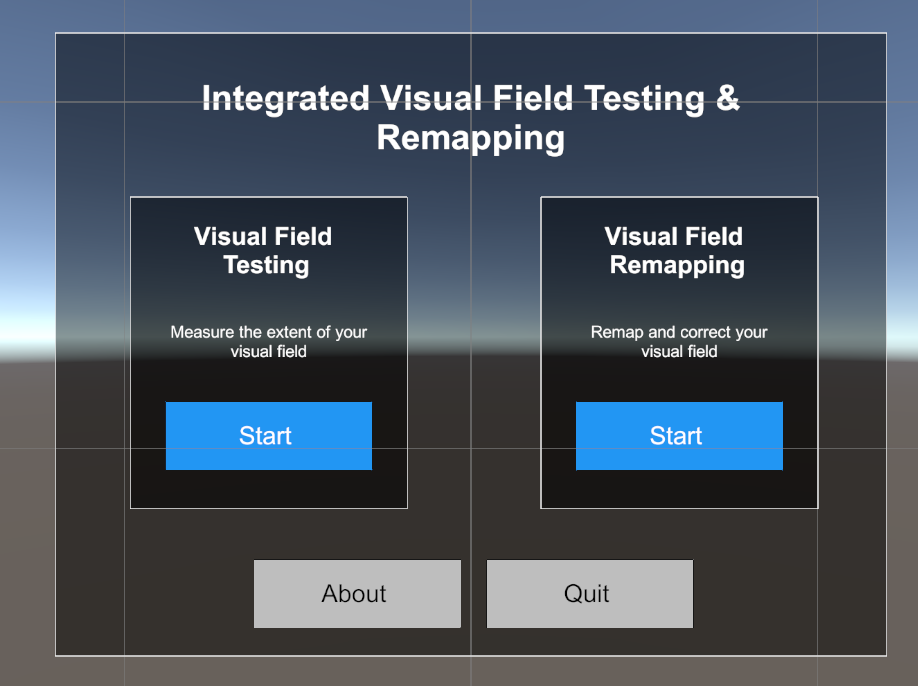 Integrated Visual Field Testing &
Remapping
Visual Field
Testing
Measure the extent of your
visual field
Start
Visual Field
Remapping
Remap and correct your
visual field
Start
About
Quit